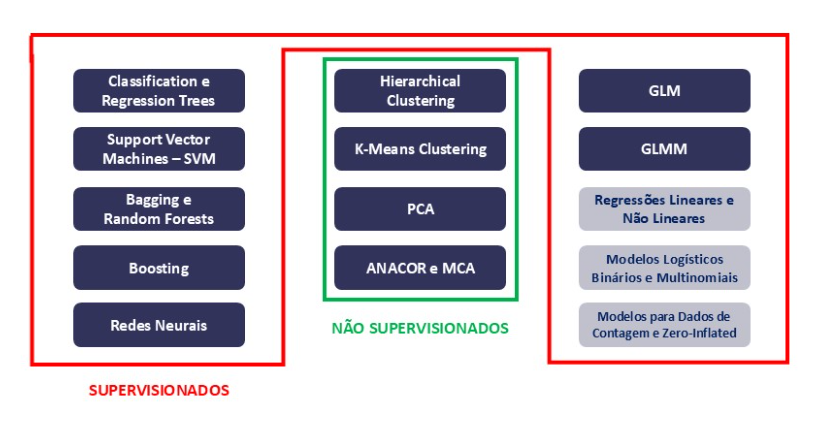 Classification e
Regression Trees
Support Vector
Machines – SVM
Bagging e
Random Forests
Boosting
Redes Neurais
SUPERVISIONADOS
Hierarchical
Clustering
K-Means Clustering
PCA
ANACOR e MCA
NÃO SUPERVISIONADOS
GLM
GLMM
Regressões Lineares e
Não Lineares
Modelos Logísticos
Binários e Multinomiais
Modelos para Dados de
Contagem e Zero-Inflated